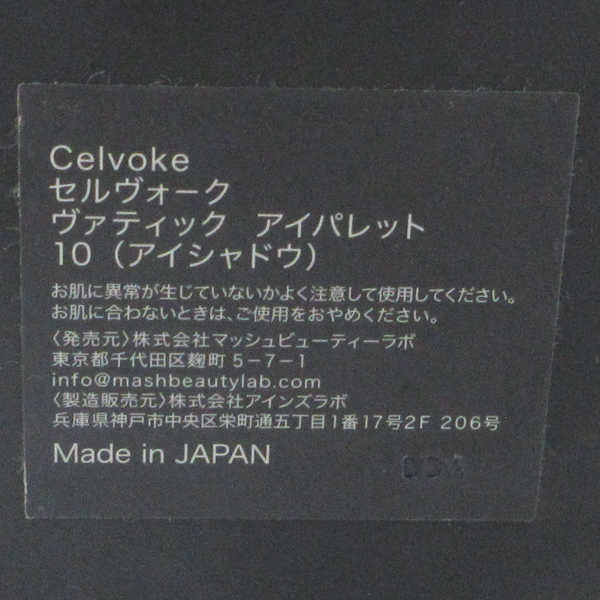 Celvoke
セルヴォーク
ヴァティック アイパレット
10（アイシャドウ）
お肌に異常が生じていないかよく注意して使用してください。
お肌に合わないときは、ご使用をおやめください。
〈発売元〉株式会社マッシュビューティーラボ
東京都千代田区麹町5-7-1
info@mashbeautylab.com
〈製造販売元〉株式会社アインズラボ
兵庫県神戸市中央区栄町通五丁目1番17号2F 206号
Made in JAPAN